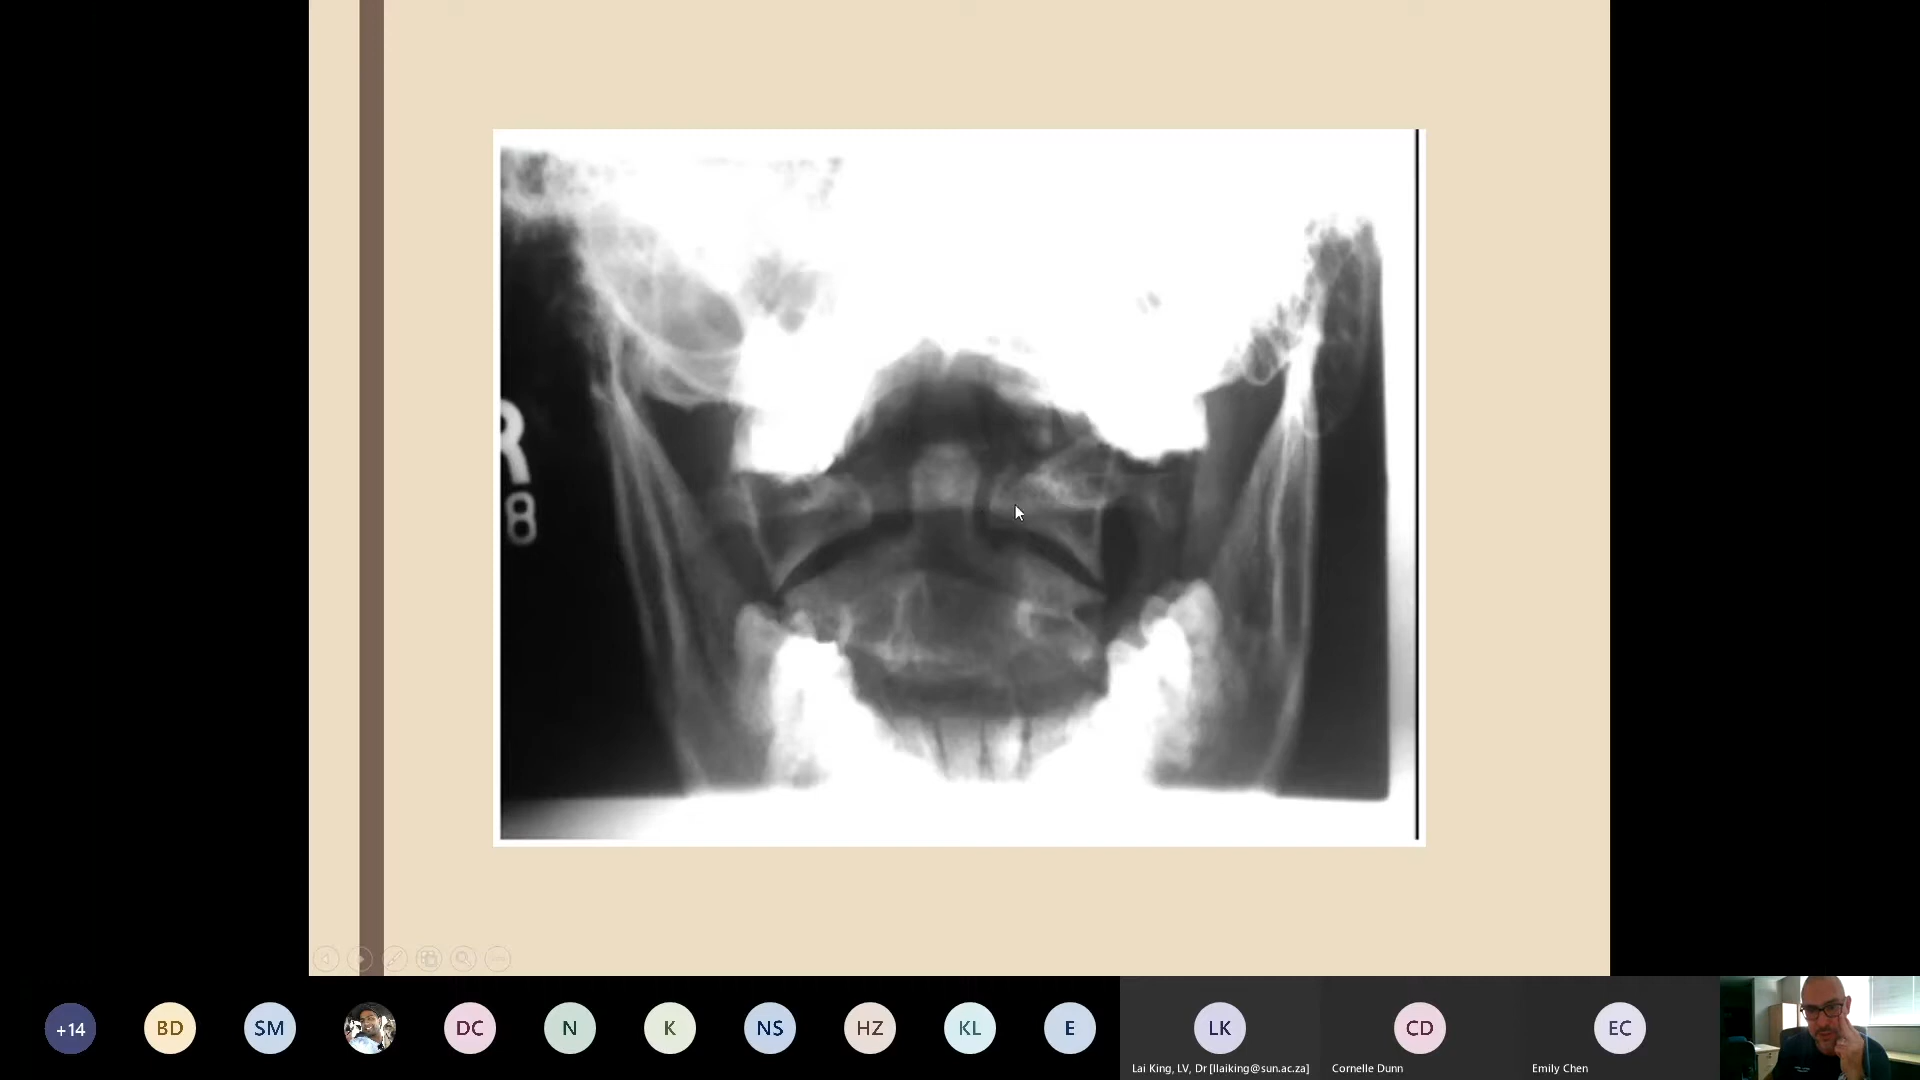 R
8
+14
BD
SM
DC
N
K
NS
HZ
KL
E
LK
CD
EC
Lai King, LV, Dr [llaiking@sun.ac.za]
Cornelle Dunn
Emily Chen